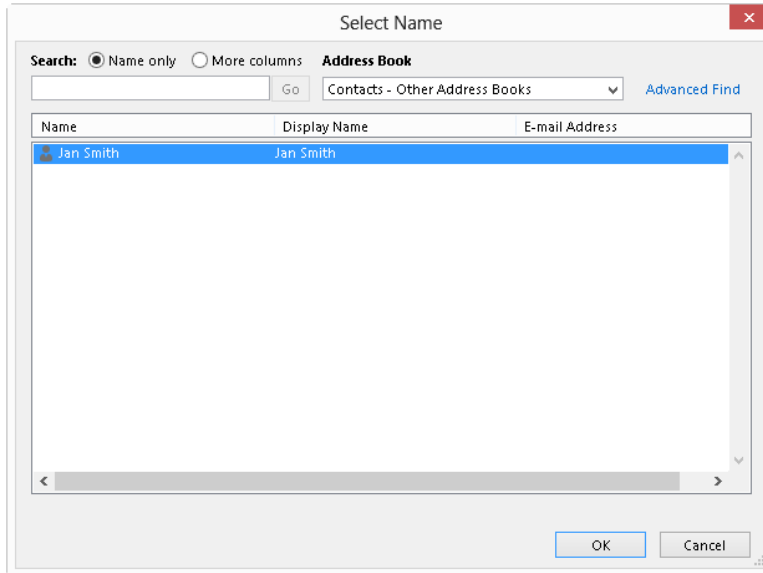 Select Name
Search: Name only More columns Address Book
Go Contacts - Other Address Books Advanced Find
Name Display Name E-mail Address
Jan Smith Jan Smith
OK Cancel